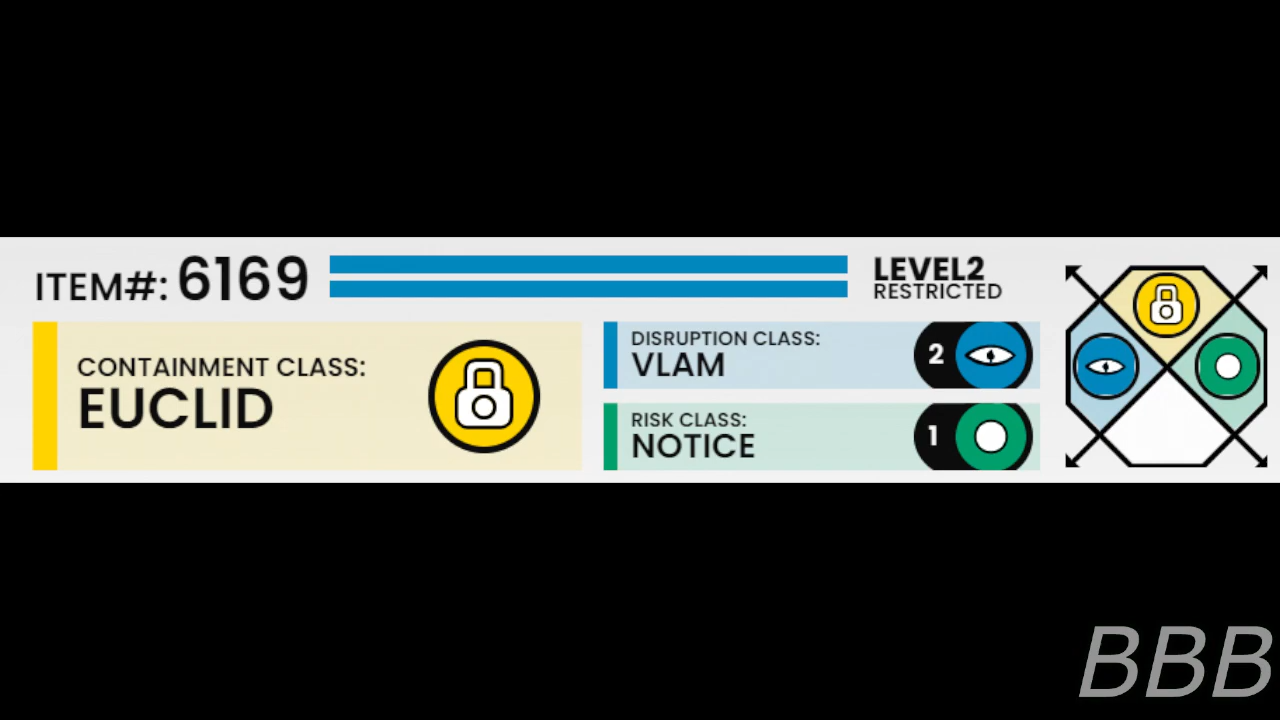 ITEM#: 6169
LEVEL2
RESTRICTED
CONTAINMENT CLASS:
EUCLID
DISRUPTION CLASS:
VLAM
2
RISK CLASS:
NOTICE
1
BBB